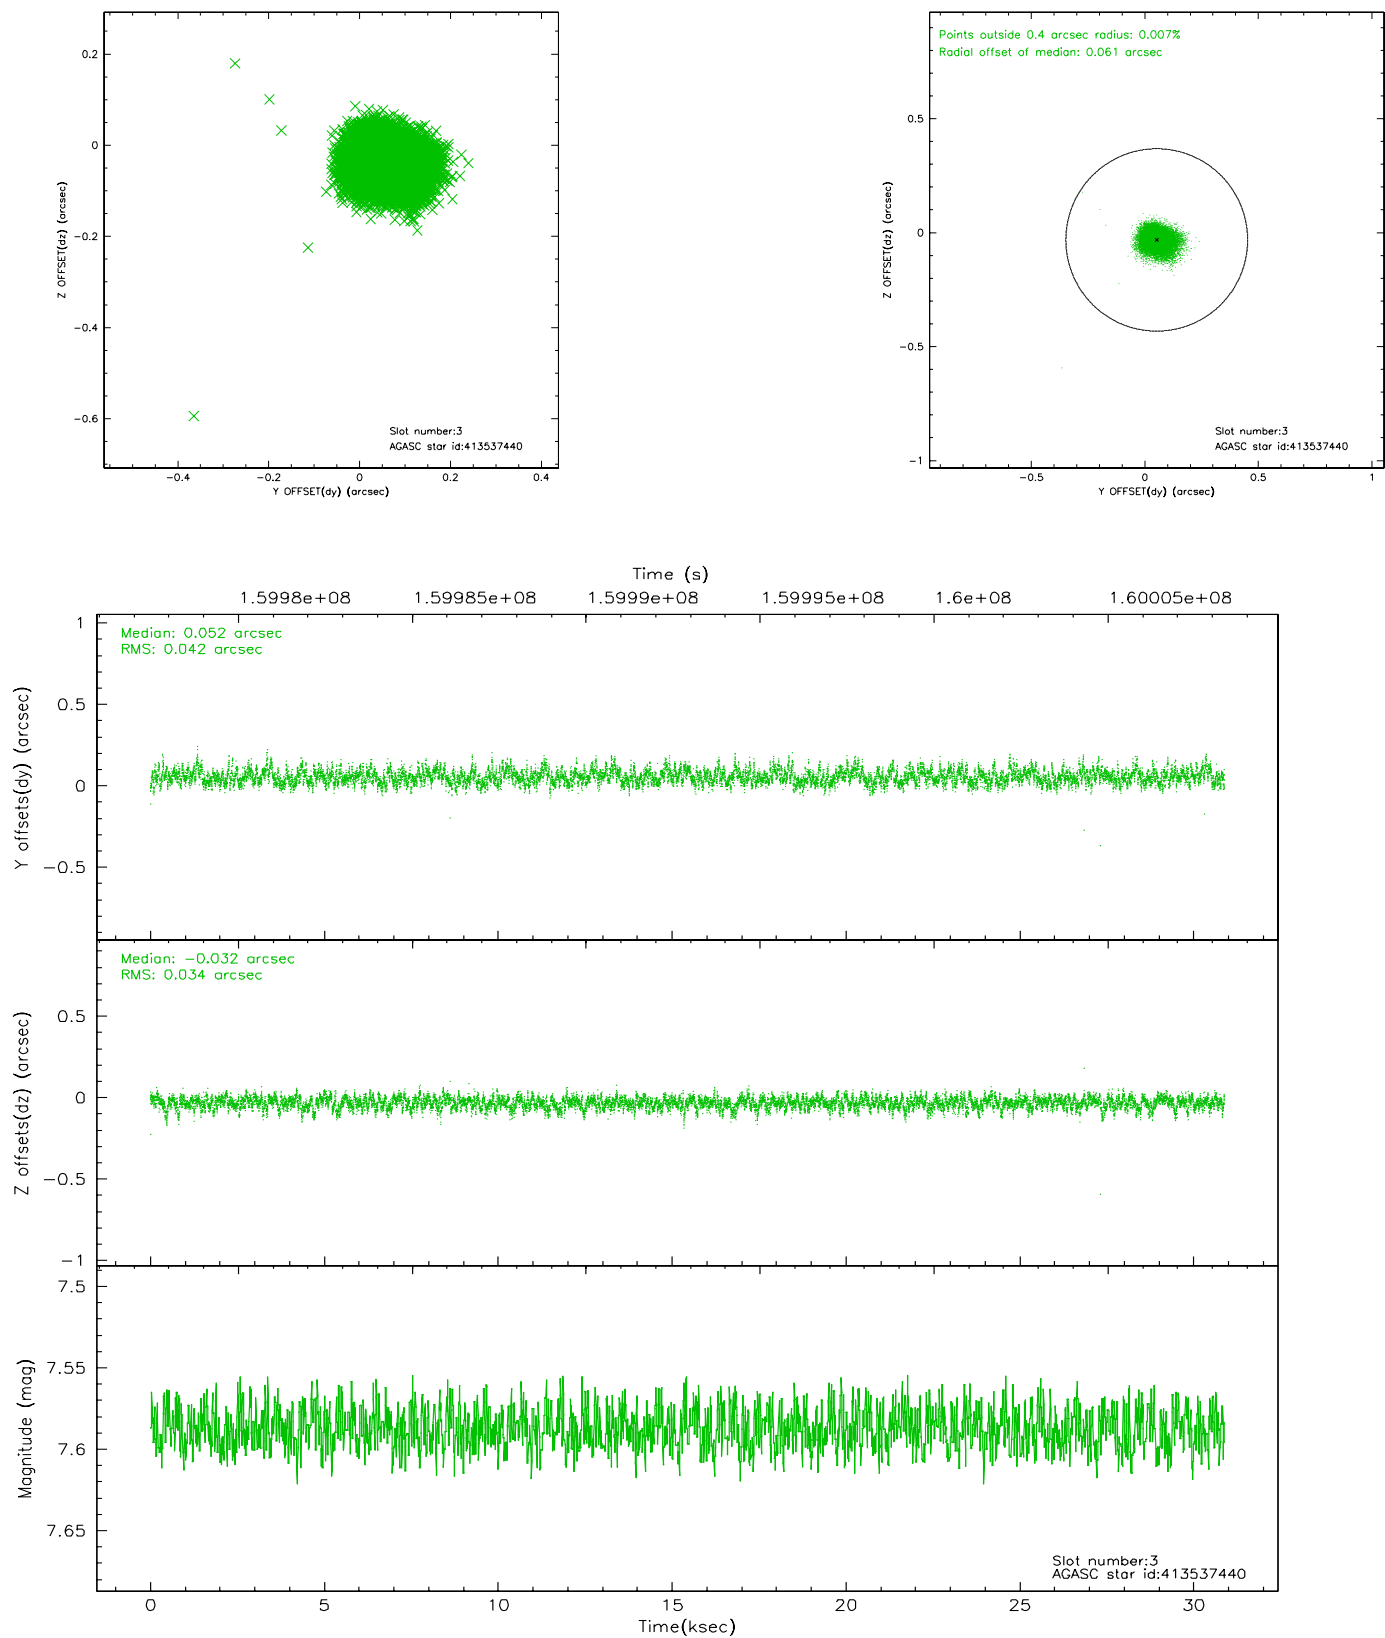 0.2
0
−0.2
−0.4
−0.6
Z OFFSET(dz) (arcsec)
Slot number:3
AGASC star id:413537440
−0.4
−0.2
0
0.2
0.4
Y OFFSET(dy) (arcsec)
Points outside 0.4 arcsec radius: 0.007%
Radial offset of median: 0.061 arcsec
0.5
0
−0.5
−1
Z OFFSET(dz) (arcsec)
Slot number:3
AGASC star id:413537440
−0.5
0
0.5
1
Y OFFSET(dy) (arcsec)
Time (s)
1.5998e+08
1.59985e+08
1.5999e+08
1.59995e+08
1.6e+08
1.60005e+08
Median: 0.052 arcsec
RMS: 0.042 arcsec
1
0.5
0
−0.5
Y offsets(dy) (arcsec)
Median: −0.032 arcsec
RMS: 0.034 arcsec
0.5
0
−0.5
−1
Z offsets(dz) (arcsec)
7.5
7.55
7.6
7.65
Magnitude (mag)
Slot number:3
AGASC star id:413537440
0
5
10
15
20
25
30
Time(ksec)